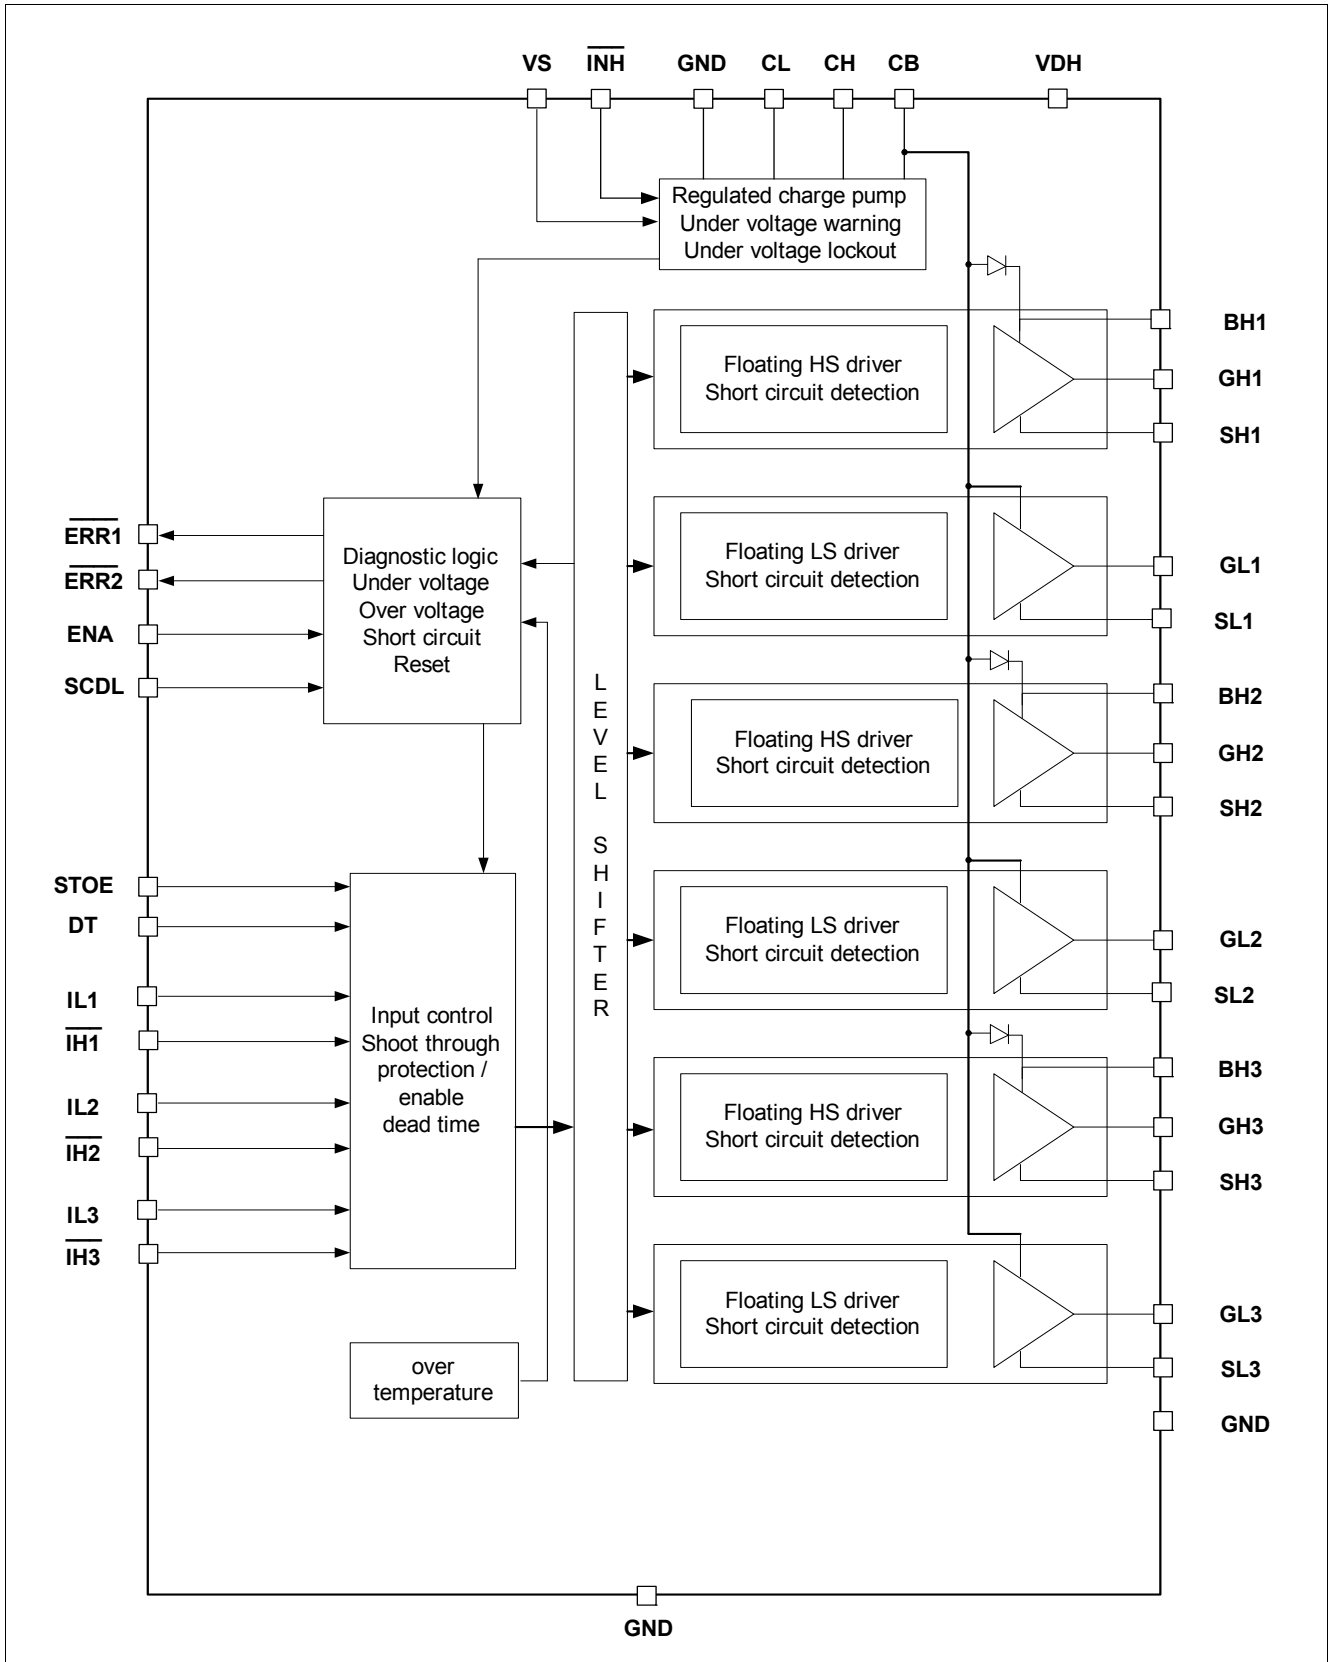 VS INH GND CL CH CB VDH
Regulated charge pump
Under voltage warning
Under voltage lockout
BH1
Floating HS driver
Short circuit detection
GH1
SH1
ERR1
ERR2
ENA
SCDL
Diagnostic logic
Under voltage
Over voltage
Short circuit
Reset
Floating LS driver
Short circuit detection
GL1
SL1
LEVEL SHIFTER
BH2
Floating HS driver
Short circuit detection
GH2
SH2
STOE
DT
IL1
IH1
IL2
IH2
IL3
IH3
Input control
Shoot through
protection /
enable
dead time
Floating LS driver
Short circuit detection
GL2
SL2
BH3
Floating HS driver
Short circuit detection
GH3
SH3
over
temperature
Floating LS driver
Short circuit detection
GL3
SL3
GND
GND